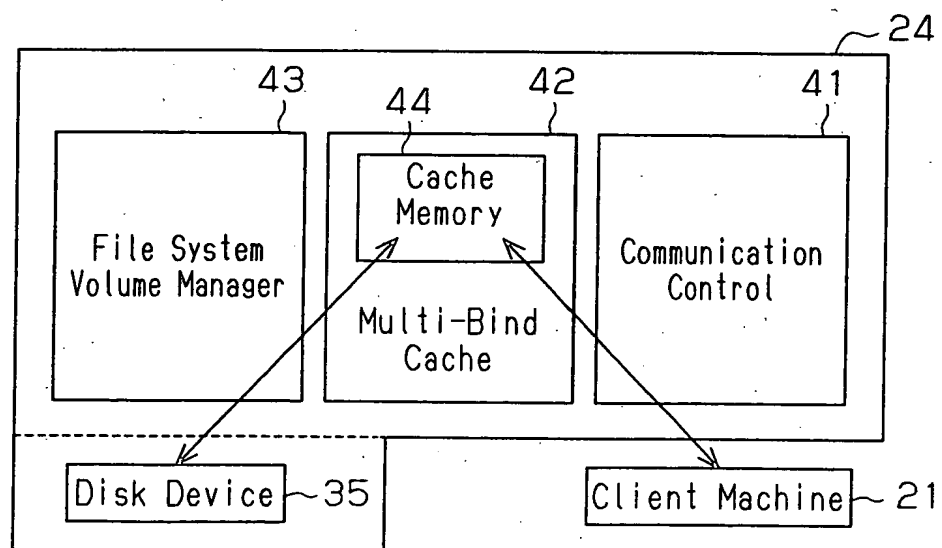 24
43
44
42
41
Cache
Memory
File System
Volume Manager
Communication
Control
Multi-Bind
Cache
Disk Device
35
Client Machine
21